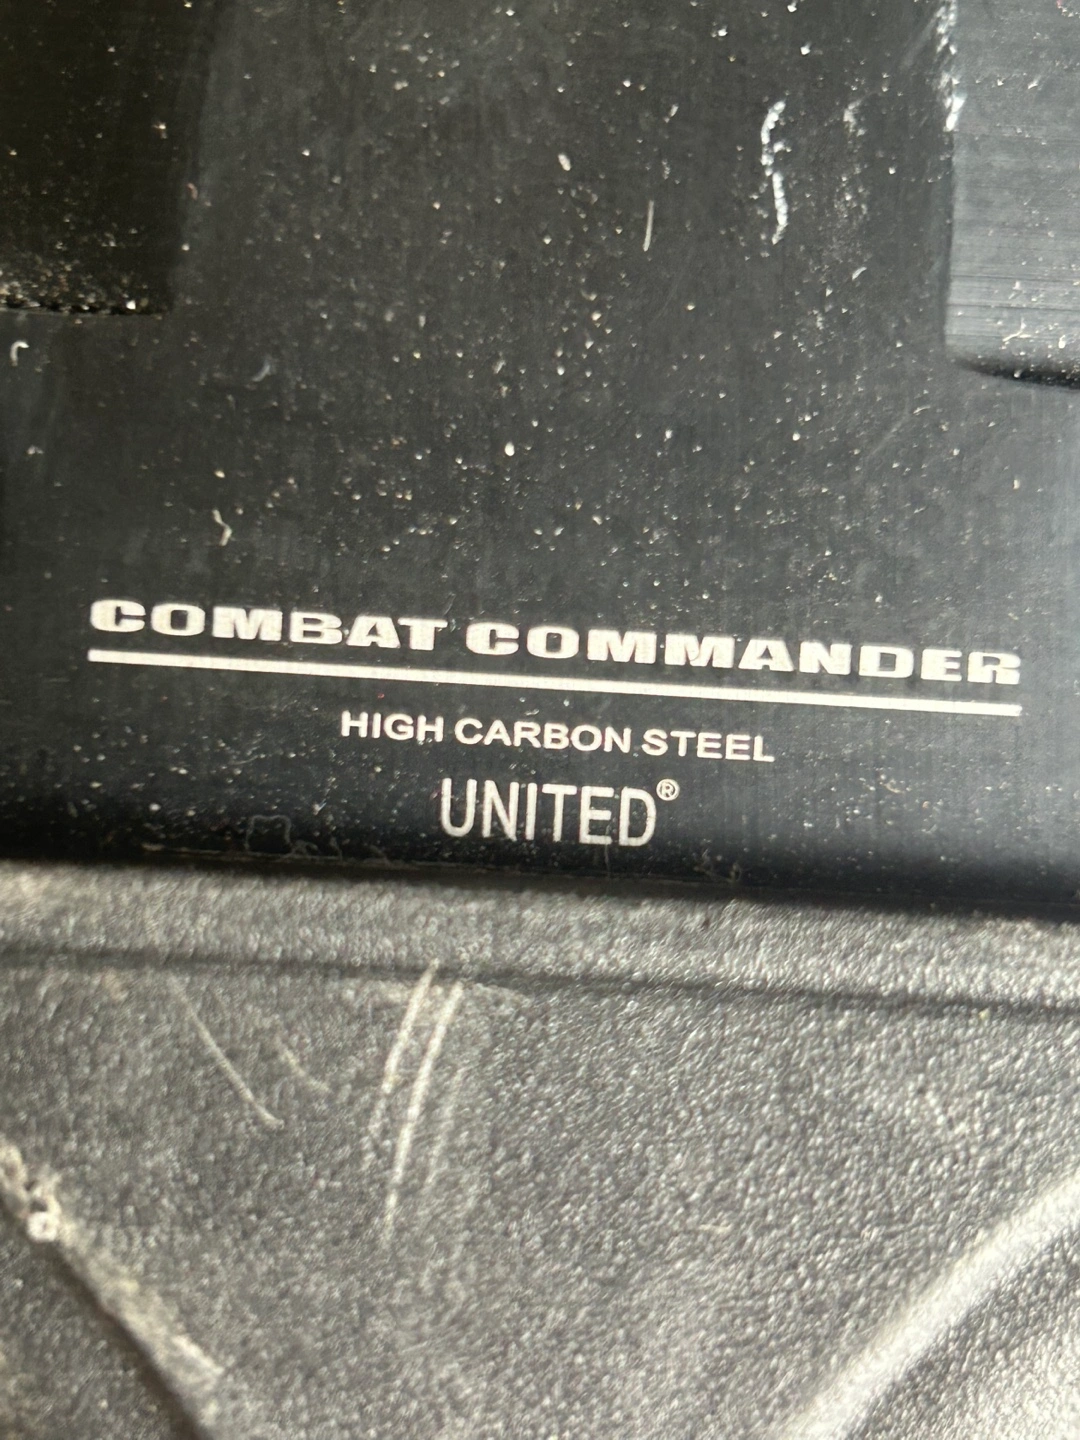 COMBAT COMMANDER
HIGH CARBON STEEL
UNITED®